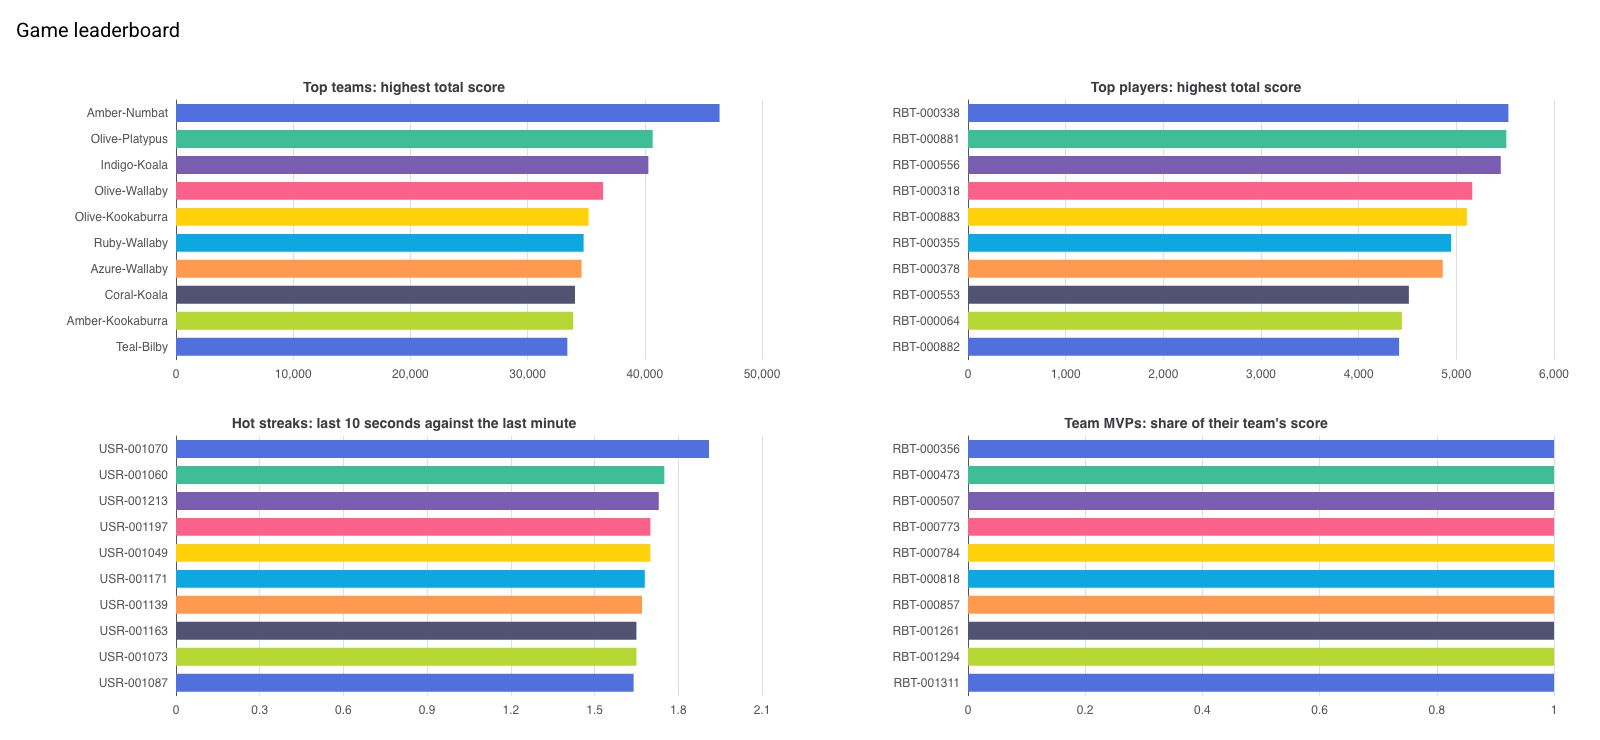 Game leaderboard
Top teams: highest total score
Amber-Numbat
Olive-Platypus
Indigo-Koala
Olive-Wallaby
Olive-Kookaburra
Ruby-Wallaby
Azure-Wallaby
Coral-Koala
Amber-Kookaburra
Teal-Bilby
0 10,000 20,000 30,000 40,000 50,000
Top players: highest total score
RBT-000338
RBT-000881
RBT-000556
RBT-000318
RBT-000883
RBT-000355
RBT-000378
RBT-000553
RBT-000064
RBT-000882
0 1,000 2,000 3,000 4,000 5,000 6,000
Hot streaks: last 10 seconds against the last minute
USR-001070
USR-001060
USR-001213
USR-001197
USR-001049
USR-001171
USR-001139
USR-001163
USR-001073
USR-001087
0 0.3 0.6 0.9 1.2 1.5 1.8 2.1
Team MVPs: share of their team's score
RBT-000356
RBT-000473
RBT-000507
RBT-000773
RBT-000784
RBT-000818
RBT-000857
RBT-001261
RBT-001294
RBT-001311
0 0.2 0.4 0.6 0.8 1